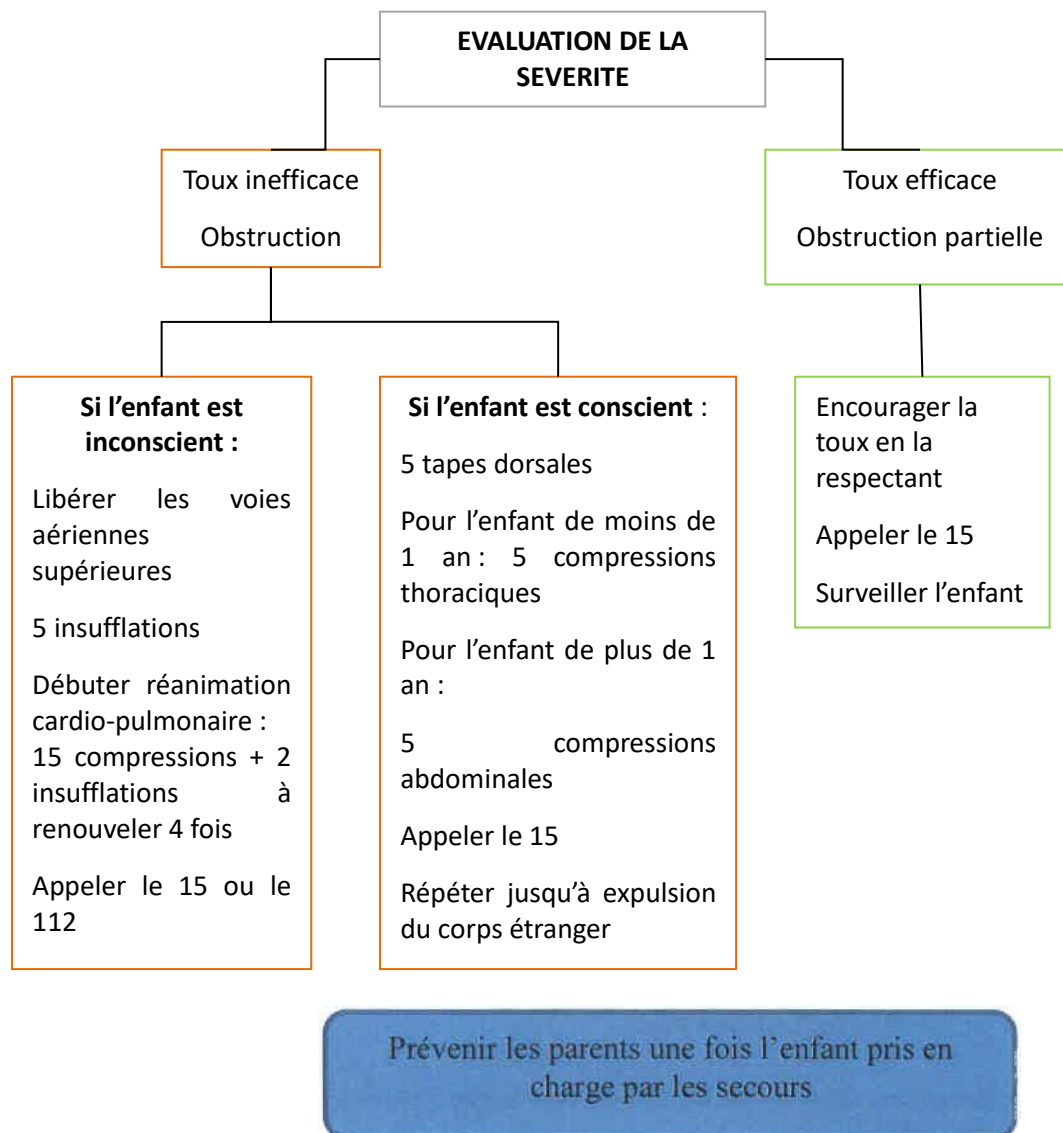 EVALUATION DE LA
SEVERITE
Toux inefficace
Obstruction
Toux efficace
Obstruction partielle
Si l’enfant est
inconscient :
Libérer les voies
aériennes
supérieures
5 insufflations
Débuter réanimation
cardio-pulmonaire :
15 compressions + 2
insufflations à
renouveler 4 fois
Appeler le 15 ou le
112
Si l’enfant est conscient :
5 tapes dorsales
Pour l’enfant de moins de
1 an : 5 compressions
thoraciques
Pour l’enfant de plus de 1
an :
5 compressions
abdominales
Appeler le 15
Répéter jusqu’à expulsion
du corps étranger
Encourager la
toux en la
respectant
Appeler le 15
Surveiller l’enfant
Prévenir les parents une fois l’enfant pris en
charge par les secours